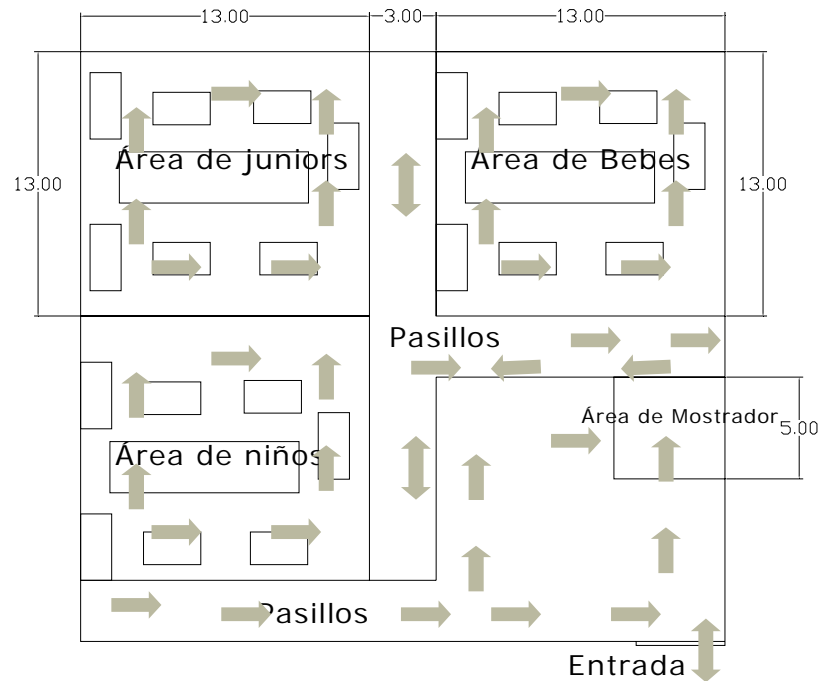 13.00
3.00
13.00
Área de juniors
Área de Bebes
13.00
13.00
Pasillos
Área de Mostrador
5.00
Área de niños
Pasillos
Entrada